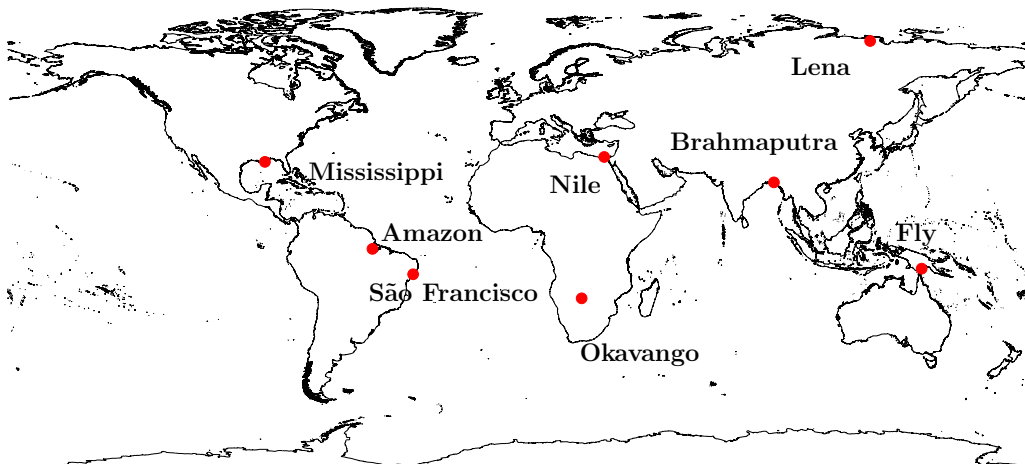 Lena
Brahmaputra
Mississippi
Nile
Amazon
Fly
São Francisco
Okavango